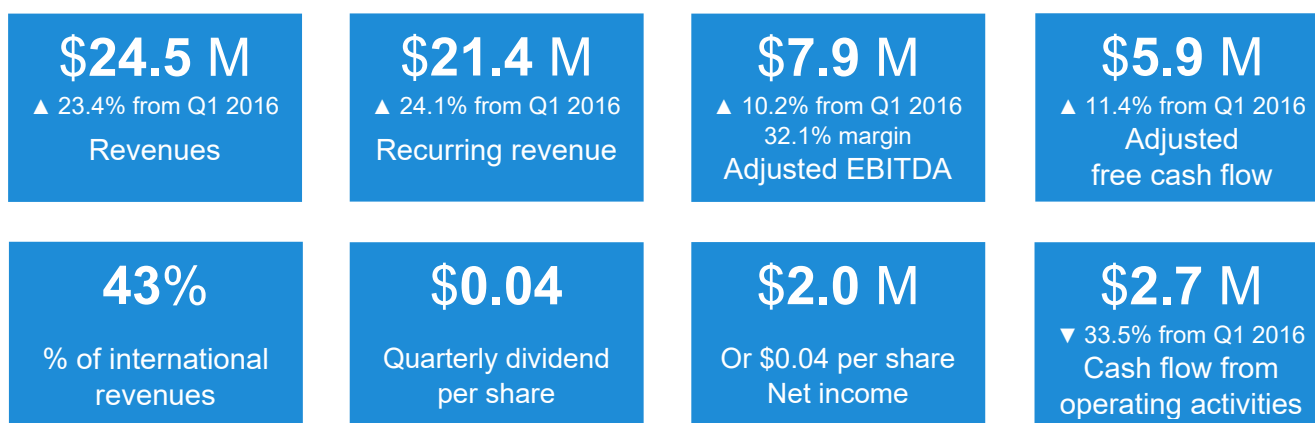 $24.5 M
▲ 23.4% from Q1 2016
Revenues
$21.4 M
▲ 24.1% from Q1 2016
Recurring revenue
$7.9 M
▲ 10.2% from Q1 2016
32.1% margin
Adjusted EBITDA
$5.9 M
▲ 11.4% from Q1 2016
Adjusted
free cash flow
43%
% of international
revenues
$0.04
Quarterly dividend
per share
$2.0 M
Or $0.04 per share
Net income
$2.7 M
▼ 33.5% from Q1 2016
Cash flow from
operating activities